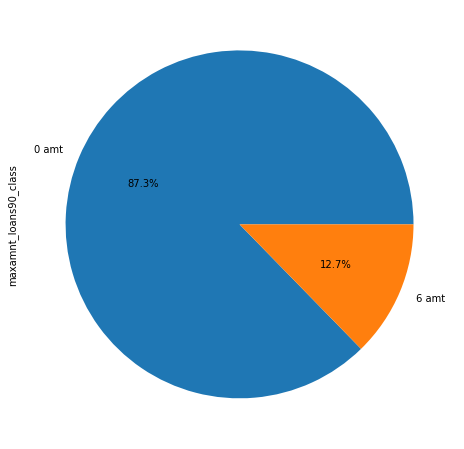 0 amt
maxamnt_loans90_class
87.3%
12.7%
6 amt